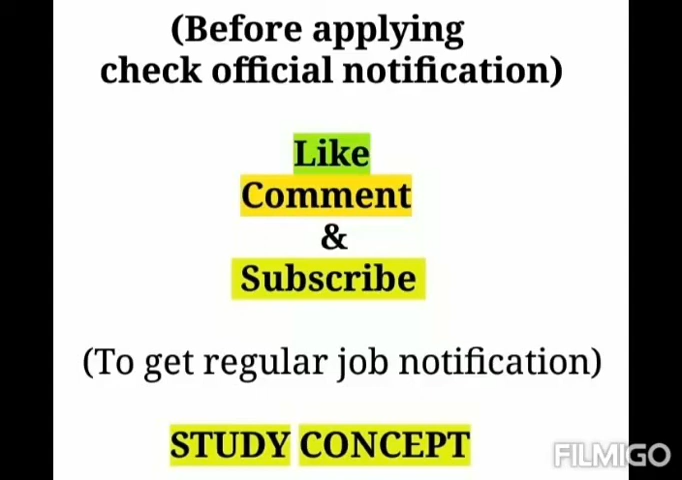 (Before applying
check official notification)
Like
Comment
&
Subscribe
(To get regular job notification)
STUDY CONCEPT
FILMIGO